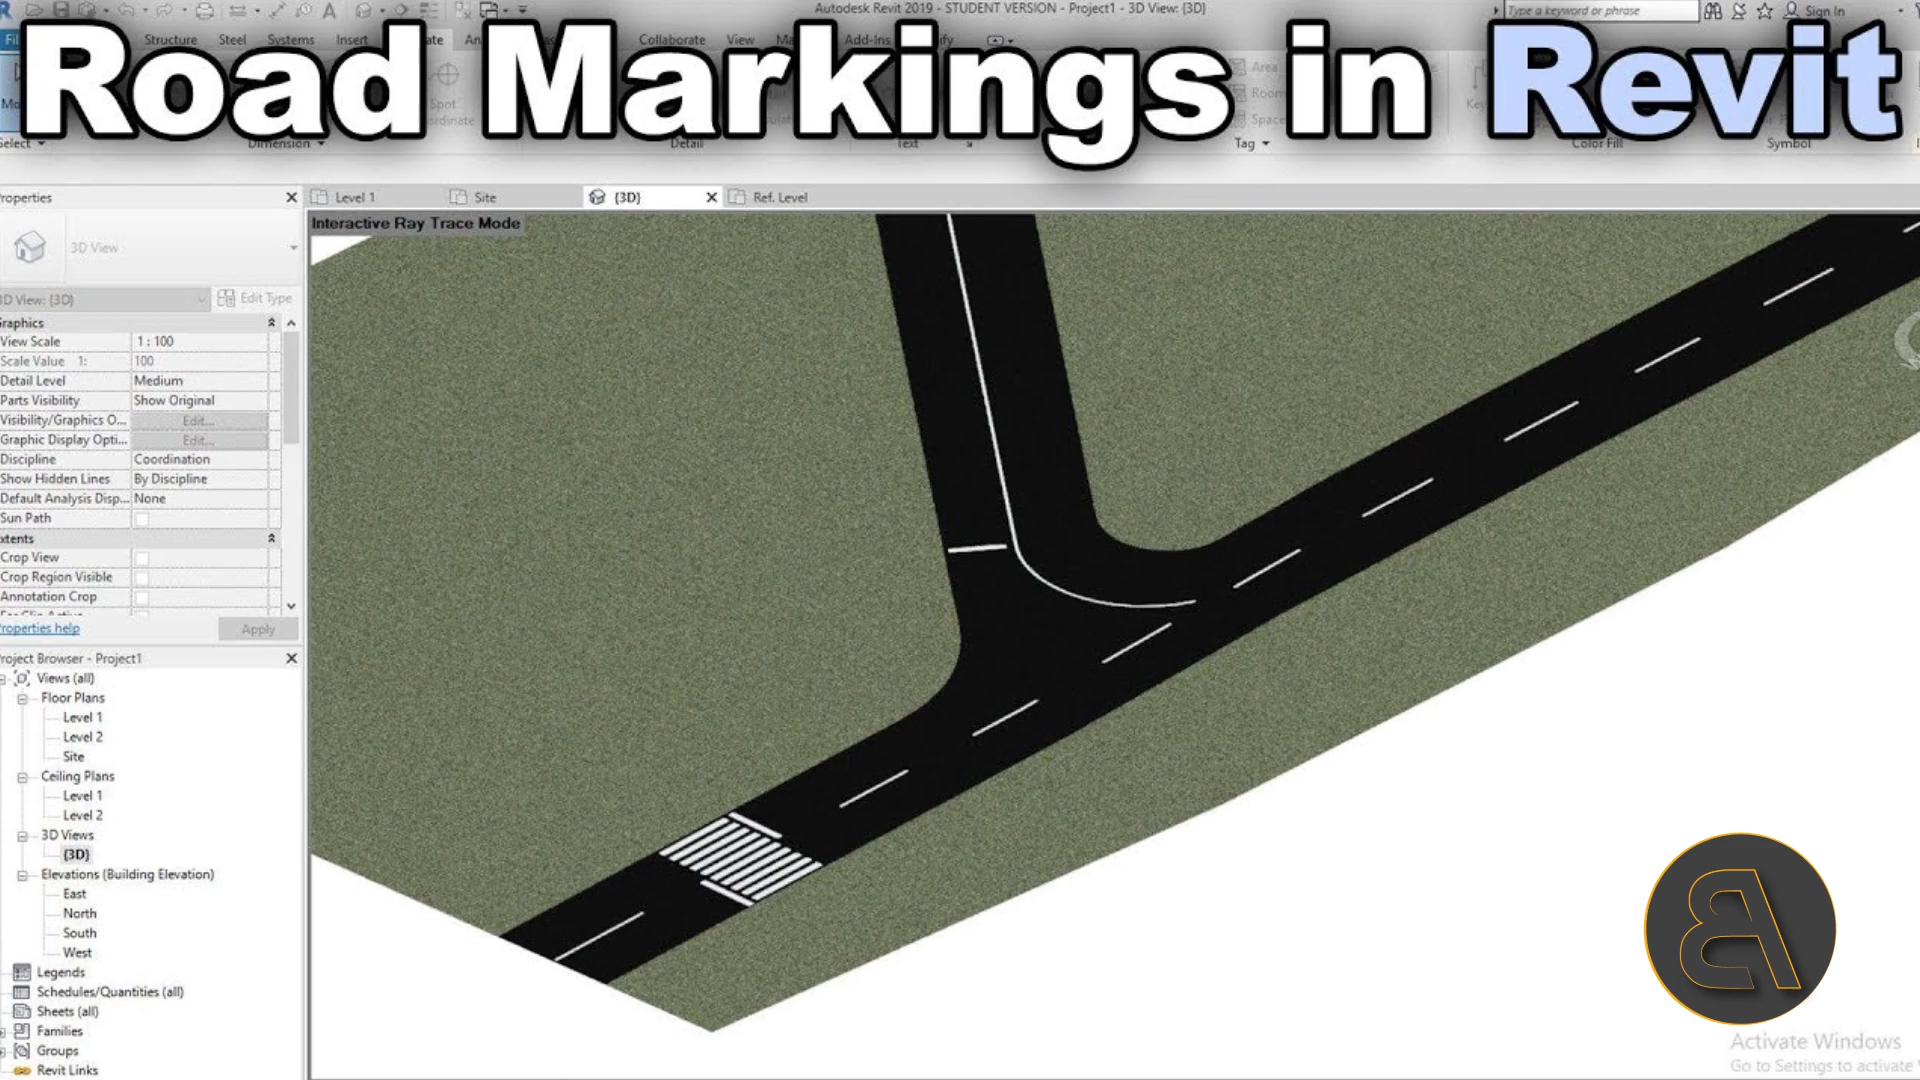 Autodesk Revit 2019 - STUDENT VERSION - Project1 - 3D View: {3D}
Type a keyword or phrase
Sign In
Structure Steel Systems Insert Collaborate View Add-Ins
Road Markings in Revit
Area
Room
Space
Spot
Select Dimension Detail Text Tag Color Fill Symbol
Properties
Level 1 Site {3D} Ref. Level
Interactive Ray Trace Mode
3D View
3D View: {3D} Edit Type
Graphics
View Scale 1 : 100
Scale Value 1: 100
Detail Level Medium
Parts Visibility Show Original
Visibility/Graphics O... Edit...
Graphic Display Opti... Edit...
Discipline Coordination
Show Hidden Lines By Discipline
Default Analysis Disp... None
Sun Path
Extents
Crop View
Crop Region Visible
Annotation Crop
Properties help Apply
Project Browser - Project1
Views (all)
Floor Plans
Level 1
Level 2
Site
Ceiling Plans
Level 1
Level 2
3D Views
{3D}
Elevations (Building Elevation)
East
North
South
West
Legends
Schedules/Quantities (all)
Sheets (all)
Families
Groups
Revit Links
Activate Windows
Go to Settings to activate